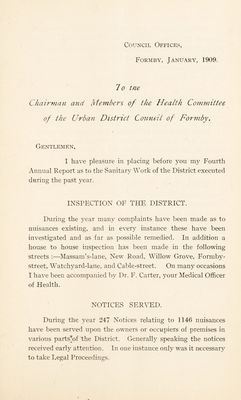 Council Offices,
Formby, January, 1909.
To the
Chairman and Members of the Health Committee
of the Urban District Council of Formby.
Gentlemen,
I have pleasure in placing before you my Fourth
Annual Report as to the Sanitary Work of the District executed
during the past year.
INSPECTION OF THE DISTRICT.
During the year many complaints have been made as to
nuisances existing, and in every instance these have been
investigated and as far as possible remedied. In addition a
house to house inspection has been made in the following
streets :—Massam's-lane, New Road, Willow Grove, Formby-
street, Watchyard-lane, and Cable-street. On many occasions
I have been accompanied by Dr. F. Carter, your Medical Officer
of Health.
NOTICES SERVED.
During the year 247 Notices relating to 1146 nuisances
have been served upon the owners or occupiers of premises in
various parts of the District. Generally speaking the notices
received early attention. In one instance only was it necessary
to take Legal Proceedings.